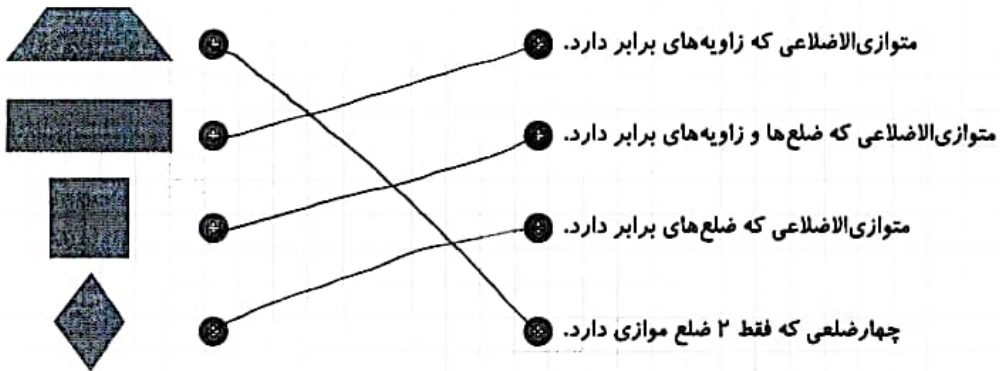 متوازی‌الاضلاعی که زاویه‌های برابر دارد.
متوازی‌الاضلاعی که ضلع‌ها و زاویه‌های برابر دارد.
متوازی‌الاضلاعی که ضلع‌های برابر دارد.
چهارضلعی که فقط ۲ ضلع موازی دارد.